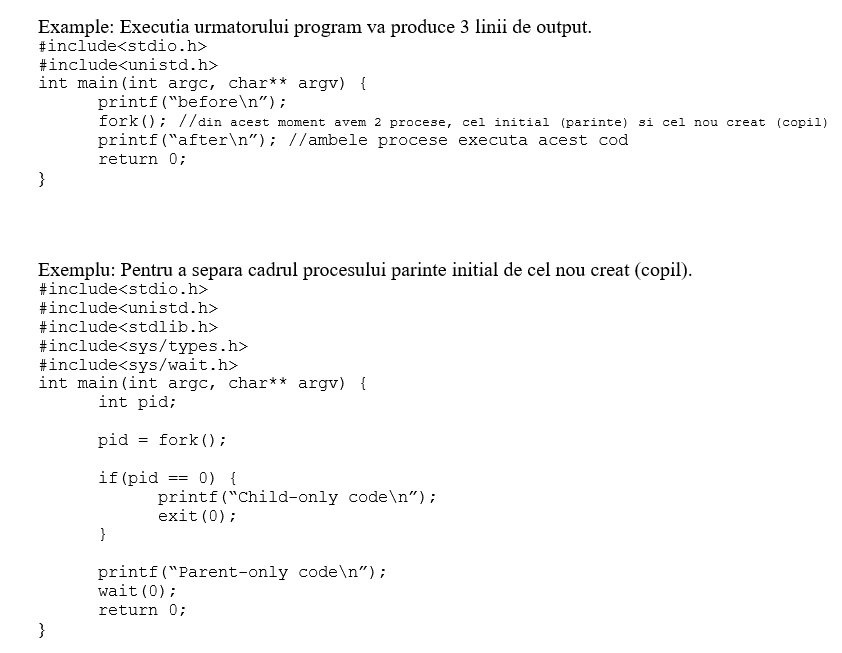 Example: Executia urmatorului program va produce 3 linii de output.
#include<stdio.h>
#include<unistd.h>
int main(int argc, char** argv) {
printf(“before\n”);
fork(); //din acest moment avem 2 procese, cel initial (parinte) si cel nou creat (copil)
printf(“after\n”); //ambele procese executa acest cod
return 0;
}
Exemplu: Pentru a separa cadrul procesului parinte initial de cel nou creat (copil).
#include<stdio.h>
#include<unistd.h>
#include<stdlib.h>
#include<sys/types.h>
#include<sys/wait.h>
int main(int argc, char** argv) {
int pid;
pid = fork();
if(pid == 0) {
printf(“Child-only code\n”);
exit(0);
}
printf(“Parent-only code\n”);
wait(0);
return 0;
}